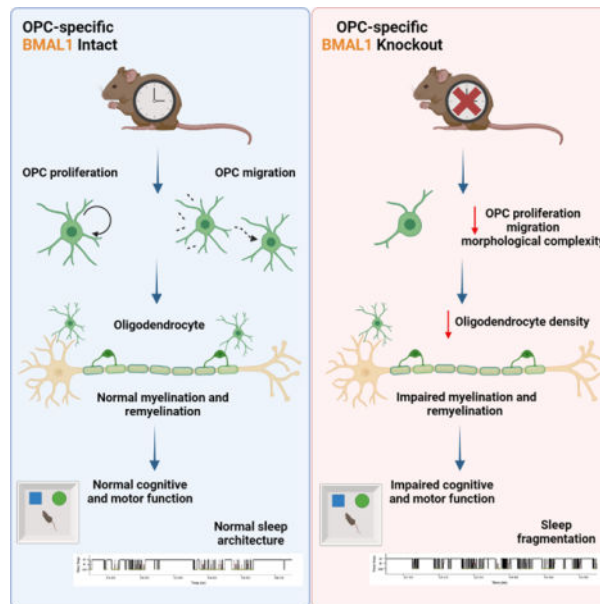 OPC-specific
BMAL1 Intact
OPC proliferation
OPC migration
Oligodendrocyte
Normal myelination and
remyelination
Normal cognitive
and motor function
Normal sleep
architecture
OPC-specific
BMAL1 Knockout
OPC proliferation
migration
morphological complexity
Oligodendrocyte density
Impaired myelination and
remyelination
Impaired cognitive
and motor function
Sleep
fragmentation